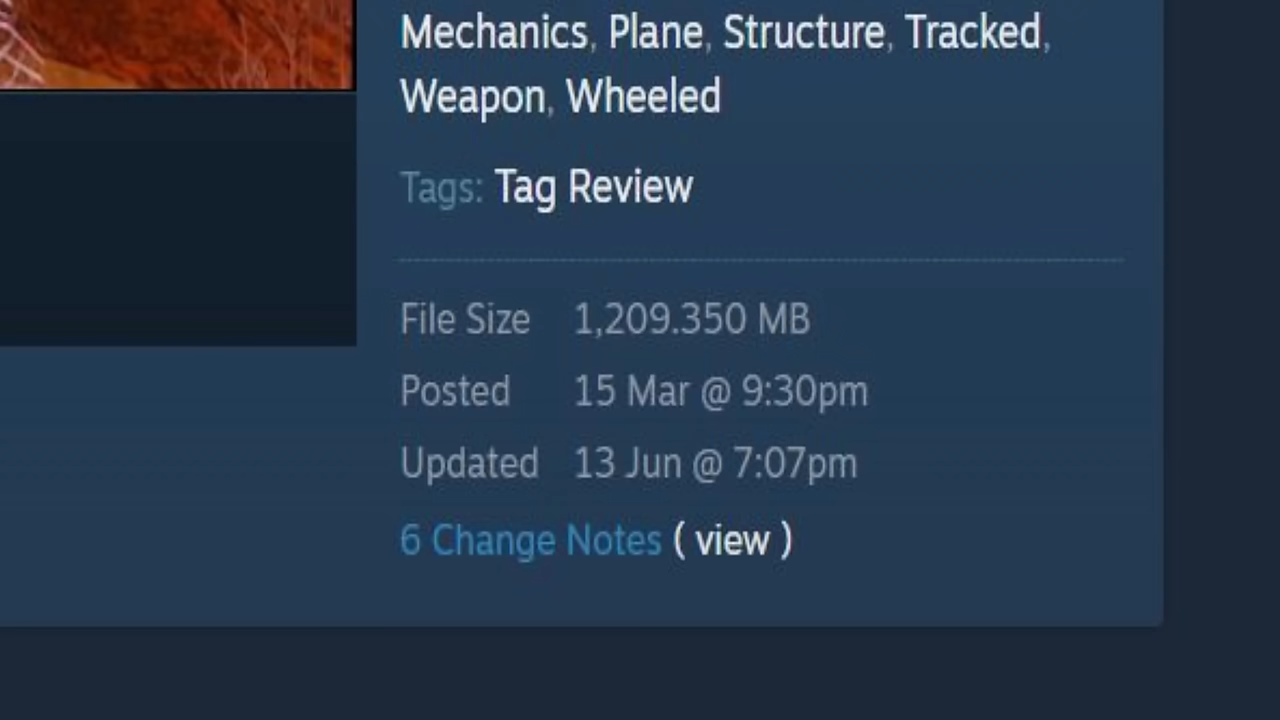 Mechanics, Plane, Structure, Tracked,
Weapon, Wheeled
Tags: Tag Review
File Size 1,209.350 MB
Posted 15 Mar @ 9:30pm
Updated 13 Jun @ 7:07pm
6 Change Notes ( view )